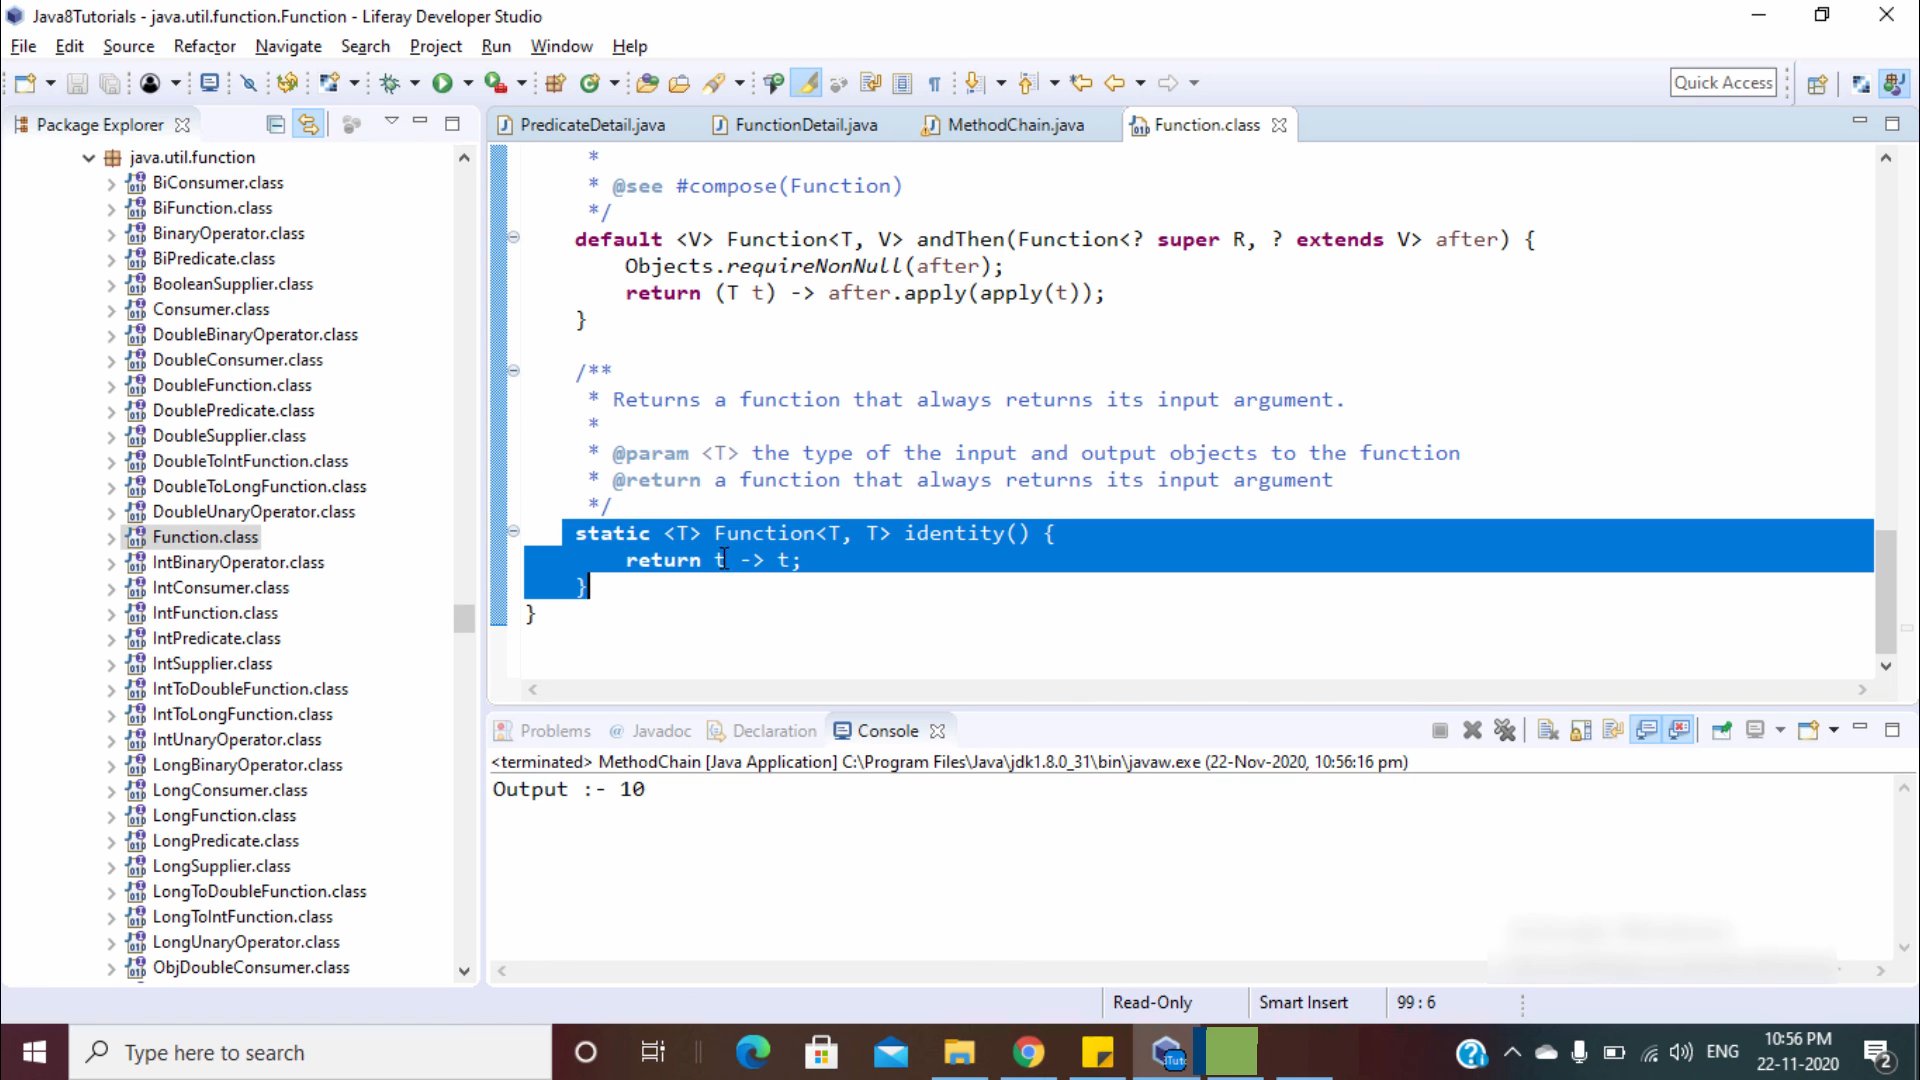 Java8Tutorials - java.util.function.Function - Liferay Developer Studio
File Edit Source Refactor Navigate Search Project Run Window Help
Quick Access
Package Explorer
PredicateDetail.java
FunctionDetail.java
MethodChain.java
Function.class
java.util.function
BiConsumer.class
BiFunction.class
BinaryOperator.class
BiPredicate.class
BooleanSupplier.class
Consumer.class
DoubleBinaryOperator.class
DoubleConsumer.class
DoubleFunction.class
DoublePredicate.class
DoubleSupplier.class
DoubleToIntFunction.class
DoubleToLongFunction.class
DoubleUnaryOperator.class
Function.class
IntBinaryOperator.class
IntConsumer.class
IntFunction.class
IntPredicate.class
IntSupplier.class
IntToDoubleFunction.class
IntToLongFunction.class
IntUnaryOperator.class
LongBinaryOperator.class
LongConsumer.class
LongFunction.class
LongPredicate.class
LongSupplier.class
LongToDoubleFunction.class
LongToIntFunction.class
LongUnaryOperator.class
ObjDoubleConsumer.class
*
* @see #compose(Function)
*/
default <V> Function<T, V> andThen(Function<? super R, ? extends V> after) {
Objects.requireNonNull(after);
return (T t) -> after.apply(apply(t));
}
/**
* Returns a function that always returns its input argument.
*
* @param <T> the type of the input and output objects to the function
* @return a function that always returns its input argument
*/
static <T> Function<T, T> identity() {
return t -> t;
}
}
Problems
@ Javadoc
Declaration
Console
<terminated> MethodChain [Java Application] C:\Program Files\Java\jdk1.8.0_31\bin\javaw.exe (22-Nov-2020, 10:56:16 pm)
Output :- 10
Read-Only
Smart Insert
99 : 6
Type here to search
ENG
10:56 PM
22-11-2020
2